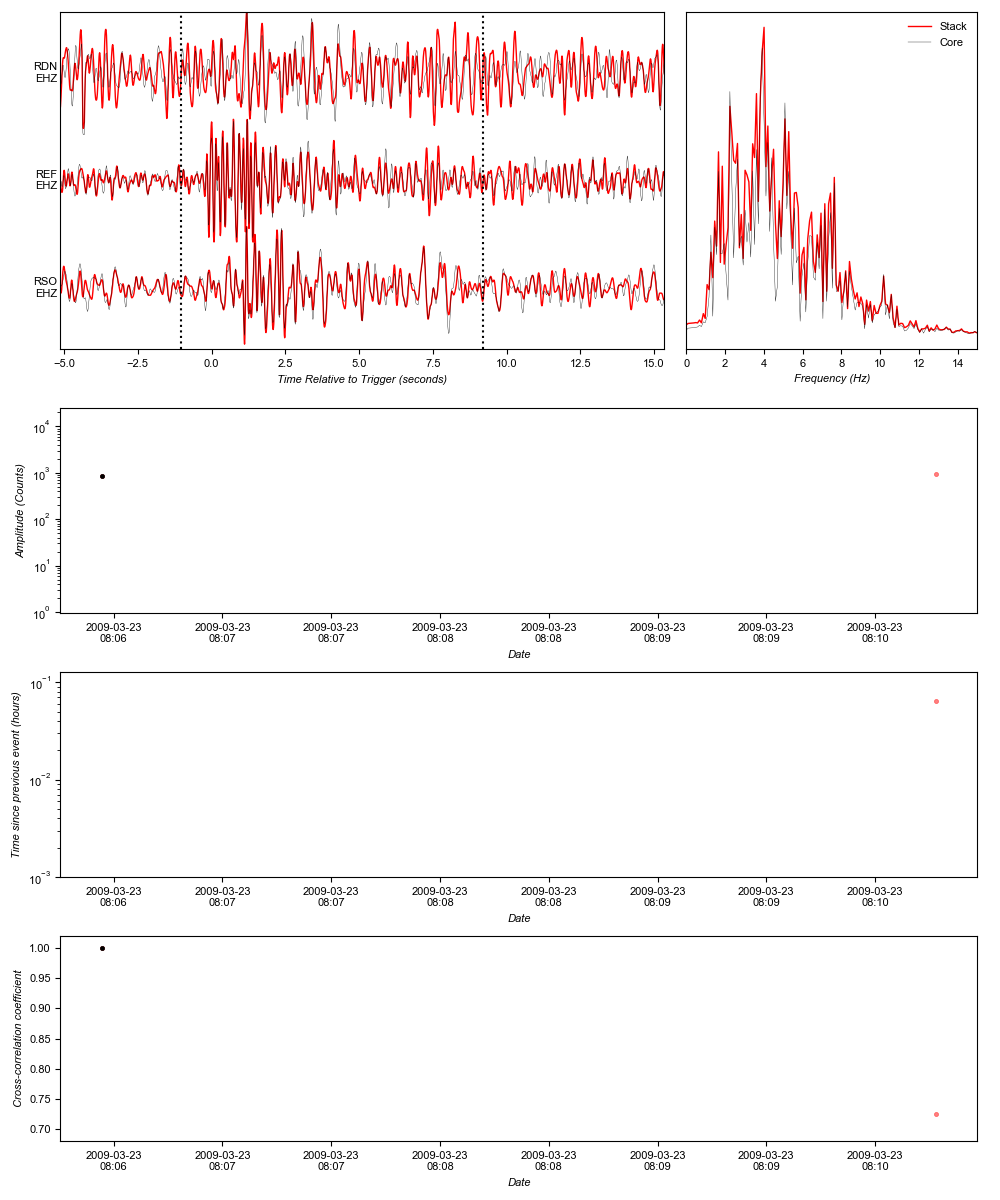 RDN
EHZ
REF
EHZ
RSO
EHZ
−5.0 −2.5 0.0 2.5 5.0 7.5 10.0 12.5 15.0
Time Relative to Trigger (seconds)
Stack
Core
0 2 4 6 8 10 12 14
Frequency (Hz)
Amplitude (Counts)
10⁴
10³
10²
10¹
10⁰
2009-03-23 2009-03-23 2009-03-23 2009-03-23 2009-03-23 2009-03-23 2009-03-23 2009-03-23
08:06 08:07 08:07 08:08 08:08 08:09 08:09 08:10
Date
Time since previous event (hours)
10⁻¹
10⁻²
10⁻³
2009-03-23 2009-03-23 2009-03-23 2009-03-23 2009-03-23 2009-03-23 2009-03-23 2009-03-23
08:06 08:07 08:07 08:08 08:08 08:09 08:09 08:10
Date
Cross-correlation coefficient
1.00
0.95
0.90
0.85
0.80
0.75
0.70
2009-03-23 2009-03-23 2009-03-23 2009-03-23 2009-03-23 2009-03-23 2009-03-23 2009-03-23
08:06 08:07 08:07 08:08 08:08 08:09 08:09 08:10
Date